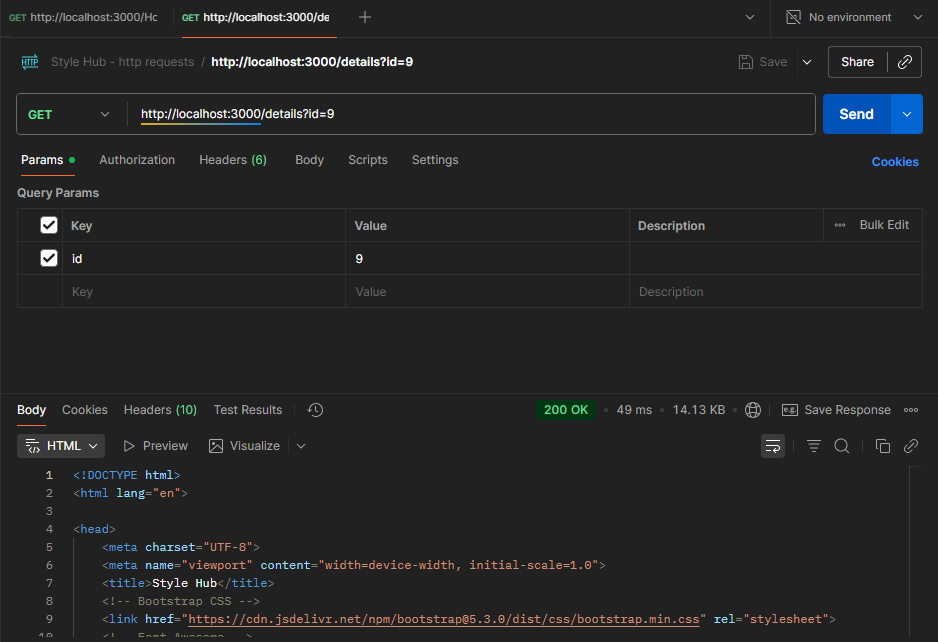 GET http://localhost:3000/Ho GET http://localhost:3000/de No environment
HTTP Style Hub - http requests / http://localhost:3000/details?id=9 Save Share
GET http://localhost:3000/details?id=9 Send
Params Authorization Headers (6) Body Scripts Settings Cookies
Query Params
Key Value Description Bulk Edit
id 9
Key Value Description
Body Cookies Headers (10) Test Results 200 OK 49 ms 14.13 KB e.g. Save Response
HTML Preview Visualize
1 <!DOCTYPE html>
2 <html lang="en">
3
4 <head>
5 <meta charset="UTF-8">
6 <meta name="viewport" content="width=device-width, initial-scale=1.0">
7 <title>Style Hub</title>
8 <!-- Bootstrap CSS -->
9 <link href="https://cdn.jsdelivr.net/npm/bootstrap@5.3.0/dist/css/bootstrap.min.css" rel="stylesheet">
10 <!-- Font Awesome -->